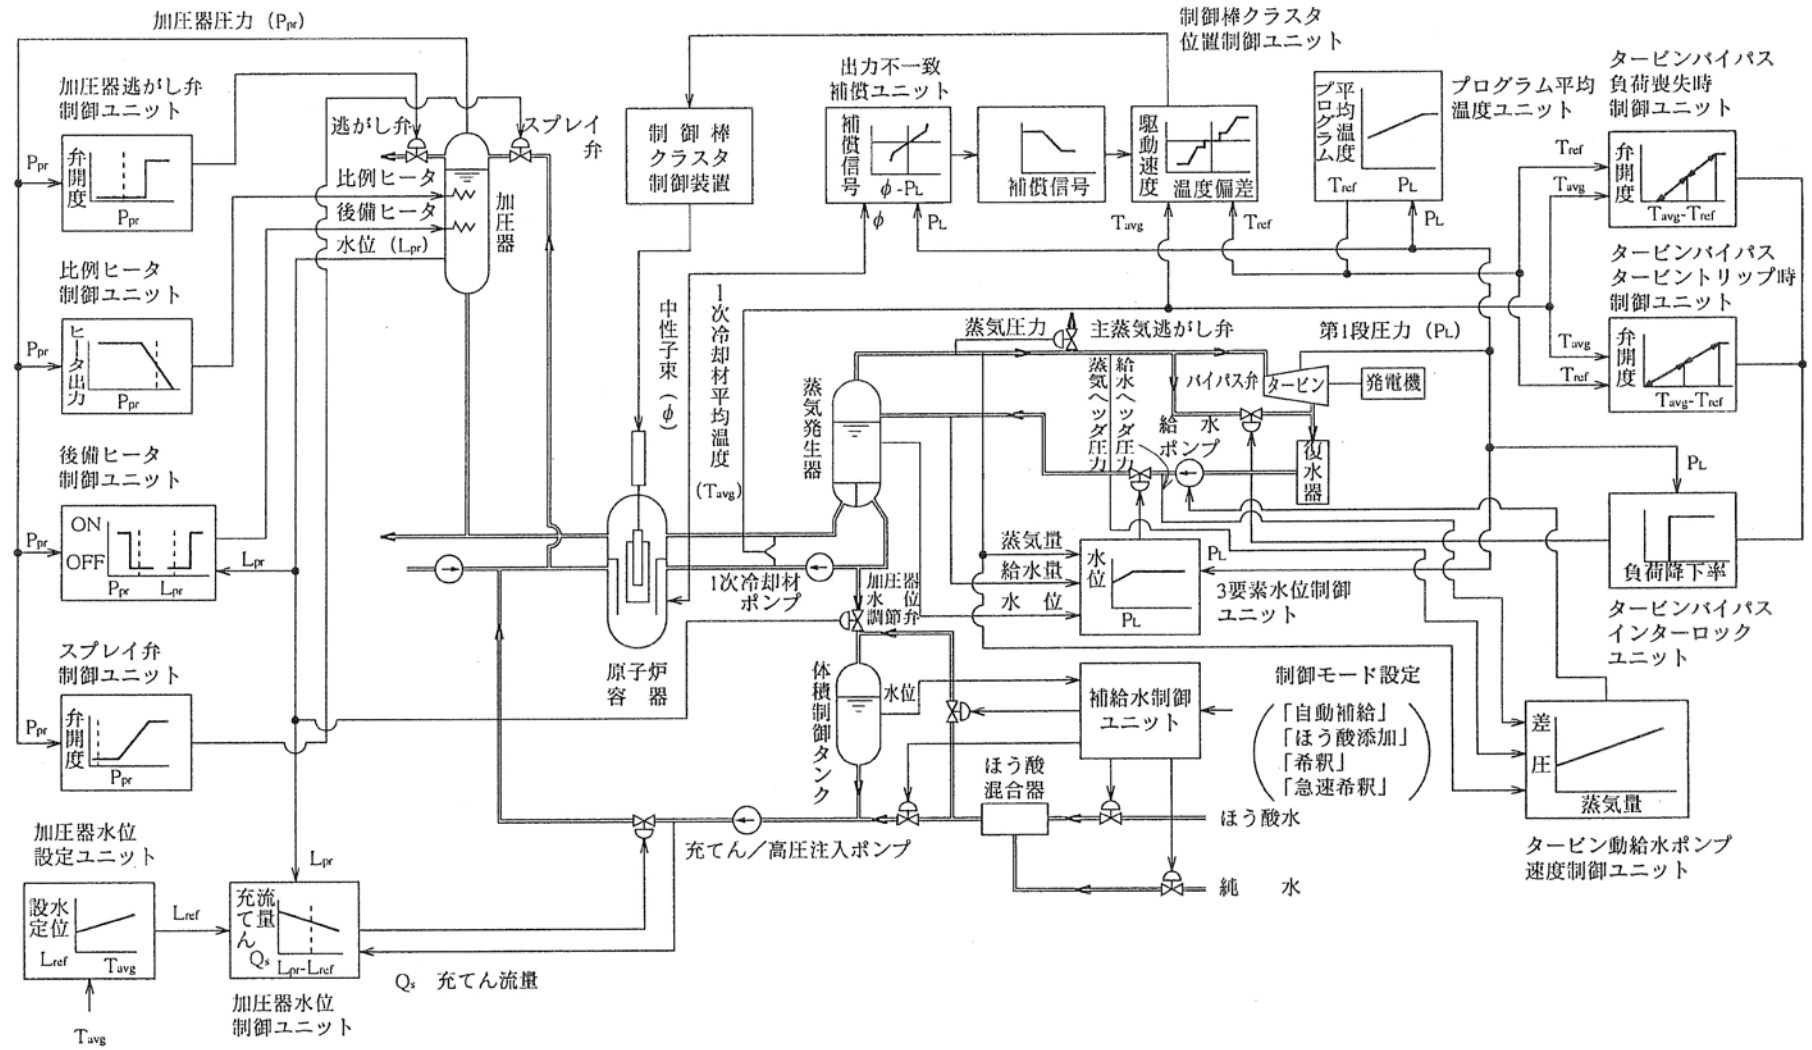 加圧器圧力(Ppr)
加圧器逃がし弁
制御ユニット
Ppr
弁開度
Ppr
比例ヒータ
制御ユニット
Ppr
ヒータ出力
Ppr
後備ヒータ
制御ユニット
Ppr
ON
OFF
Ppr
Lpr
Lpr
スプレイ弁
制御ユニット
Ppr
弁開度
Ppr
加圧器水位
設定ユニット
設定水位
Lref
Tavg
Tavg
Lref
Lpr
充てん流量
Qs
Lpr-Lref
加圧器水位
制御ユニット
Qs 充てん流量
逃がし弁
スプレイ
弁
比例ヒータ
後備ヒータ
水位(Lpr)
加圧器
制御棒
クラスタ
制御装置
中性子束(φ)
1次冷却材平均温度
(Tavg)
原子炉
容器
1次冷却材
ポンプ
出力不一致
補償ユニット
補償信号
φ-PL
φ
PL
補償信号
制御棒クラスタ
位置制御ユニット
駆動速度
温度偏差
Tavg
Tref
プログラム平均温度
Tref
PL
PL
プログラム平均
温度ユニット
タービンバイパス
負荷喪失時
制御ユニット
Tref
Tavg
弁開度
Tavg-Tref
タービンバイパス
タービントリップ時
制御ユニット
Tavg
Tref
弁開度
Tavg-Tref
蒸気圧力
主蒸気逃がし弁
第1段圧力(PL)
蒸気発生器
蒸気ヘッダ圧力
給水ヘッダ圧力
バイパス弁
タービン
発電機
給水
ポンプ
復水器
PL
負荷降下率
タービンバイパス
インターロック
ユニット
蒸気量
給水量
水位
水位
PL
PL
3要素水位制御
ユニット
加圧器
水位
調節弁
体積制御タンク
水位
補給水制御
ユニット
制御モード設定
「自動補給」
「ほう酸添加」
「希釈」
「急速希釈」
差圧
蒸気量
タービン動給水ポンプ
速度制御ユニット
ほう酸
混合器
ほう酸水
純水
充てん/高圧注入ポンプ